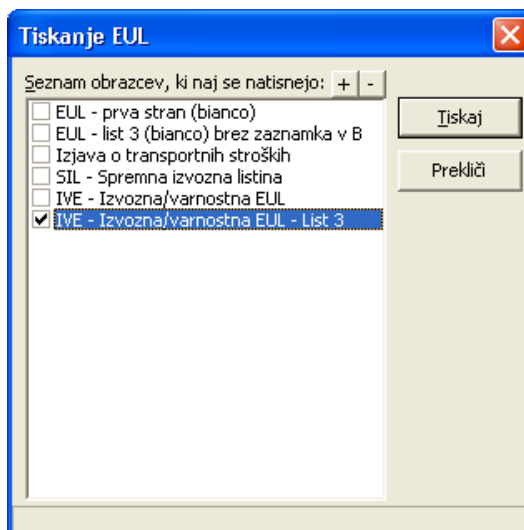 Tiskanje EUL
Seznam obrazcev, ki naj se natisnejo: + -
EUL - prva stran (bianco)
EUL - list 3 (bianco) brez zaznamka v B
Izjava o transportnih stroških
SIL - Spremna izvozna listina
IVE - Izvozna/varnostna EUL
IVE - Izvozna/varnostna EUL - List 3
Tiskaj
Prekliči